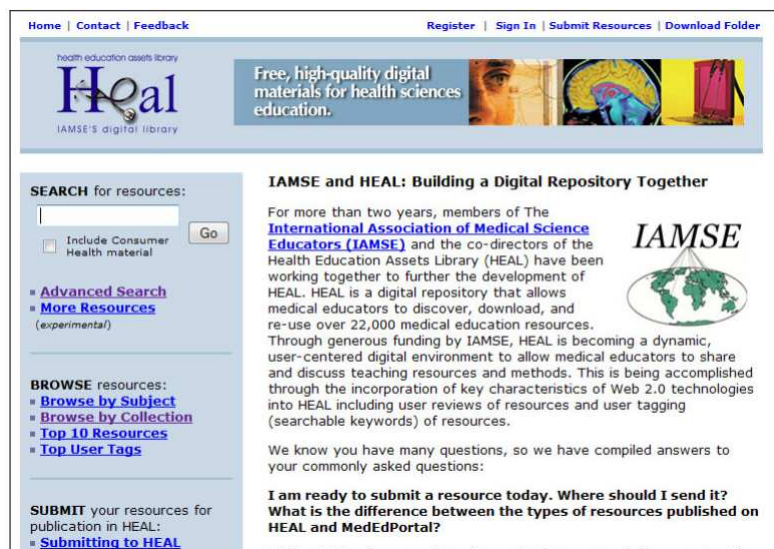 Home | Contact | Feedback
Register | Sign In | Submit Resources | Download Folder
health education assets library
Heal
IAMSE'S digital library
Free, high-quality digital
materials for health sciences
education.
SEARCH for resources:
Include Consumer
Health material
Go
Advanced Search
More Resources
(experimental)
BROWSE resources:
Browse by Subject
Browse by Collection
Top 10 Resources
Top User Tags
SUBMIT your resources for
publication in HEAL:
Submitting to HEAL
IAMSE and HEAL: Building a Digital Repository Together
For more than two years, members of The
International Association of Medical Science
Educators (IAMSE) and the co-directors of the
Health Education Assets Library (HEAL) have been
working together to further the development of
HEAL. HEAL is a digital repository that allows
medical educators to discover, download, and
re-use over 22,000 medical education resources.
Through generous funding by IAMSE, HEAL is becoming a dynamic,
user-centered digital environment to allow medical educators to share
and discuss teaching resources and methods. This is being accomplished
through the incorporation of key characteristics of Web 2.0 technologies
into HEAL including user reviews of resources and user tagging
(searchable keywords) of resources.
IAMSE
We know you have many questions, so we have compiled answers to
your commonly asked questions:
I am ready to submit a resource today. Where should I send it?
What is the difference between the types of resources published on
HEAL and MedEdPortal?